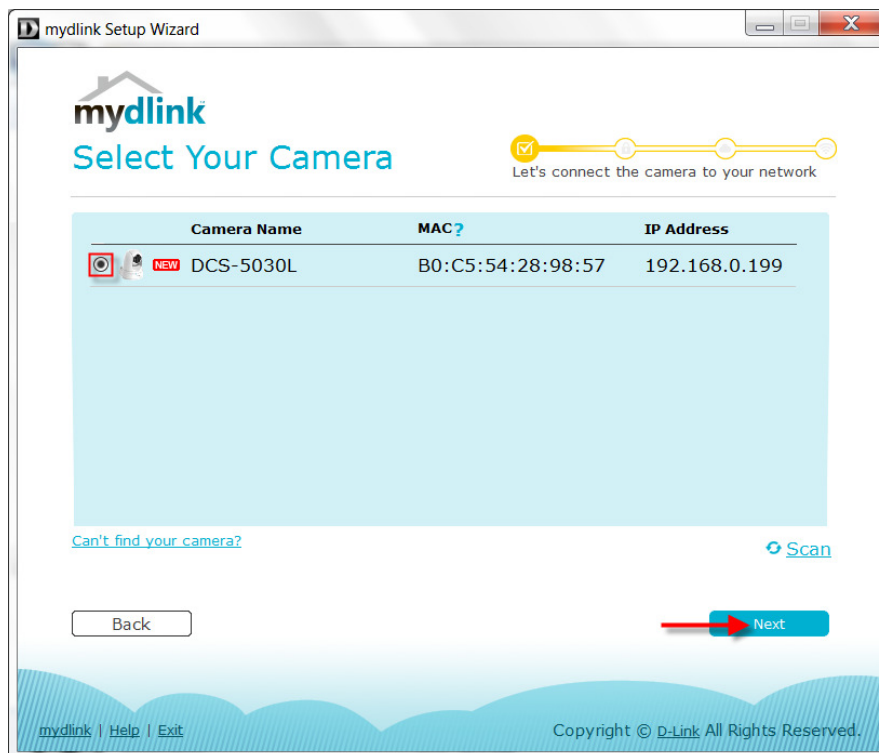 mydlink Setup Wizard
mydlink
Select Your Camera
Let's connect the camera to your network
Camera Name MAC? IP Address
NEW DCS-5030L B0:C5:54:28:98:57 192.168.0.199
Can't find your camera?
Scan
Back Next
mydlink | Help | Exit Copyright © D-Link All Rights Reserved.